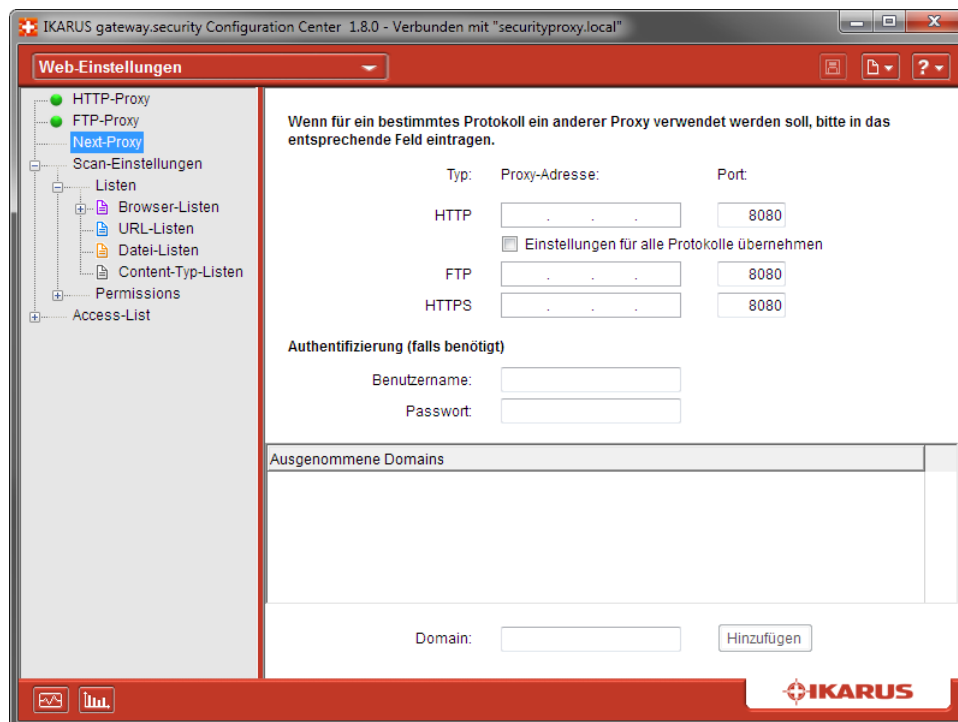 IKARUS gateway.security Configuration Center 1.8.0 - Verbunden mit "securityproxy.local"
Web-Einstellungen
?
HTTP-Proxy
FTP-Proxy
Next-Proxy
Scan-Einstellungen
Listen
Browser-Listen
URL-Listen
Datei-Listen
Content-Typ-Listen
Permissions
Access-List
Wenn für ein bestimmtes Protokoll ein anderer Proxy verwendet werden soll, bitte in das
entsprechende Feld eintragen.
Typ: Proxy-Adresse: Port:
HTTP . . . 8080
Einstellungen für alle Protokolle übernehmen
FTP . . . 8080
HTTPS . . . 8080
Authentifizierung (falls benötigt)
Benutzername:
Passwort:
Ausgenommene Domains
Domain: Hinzufügen
IKARUS